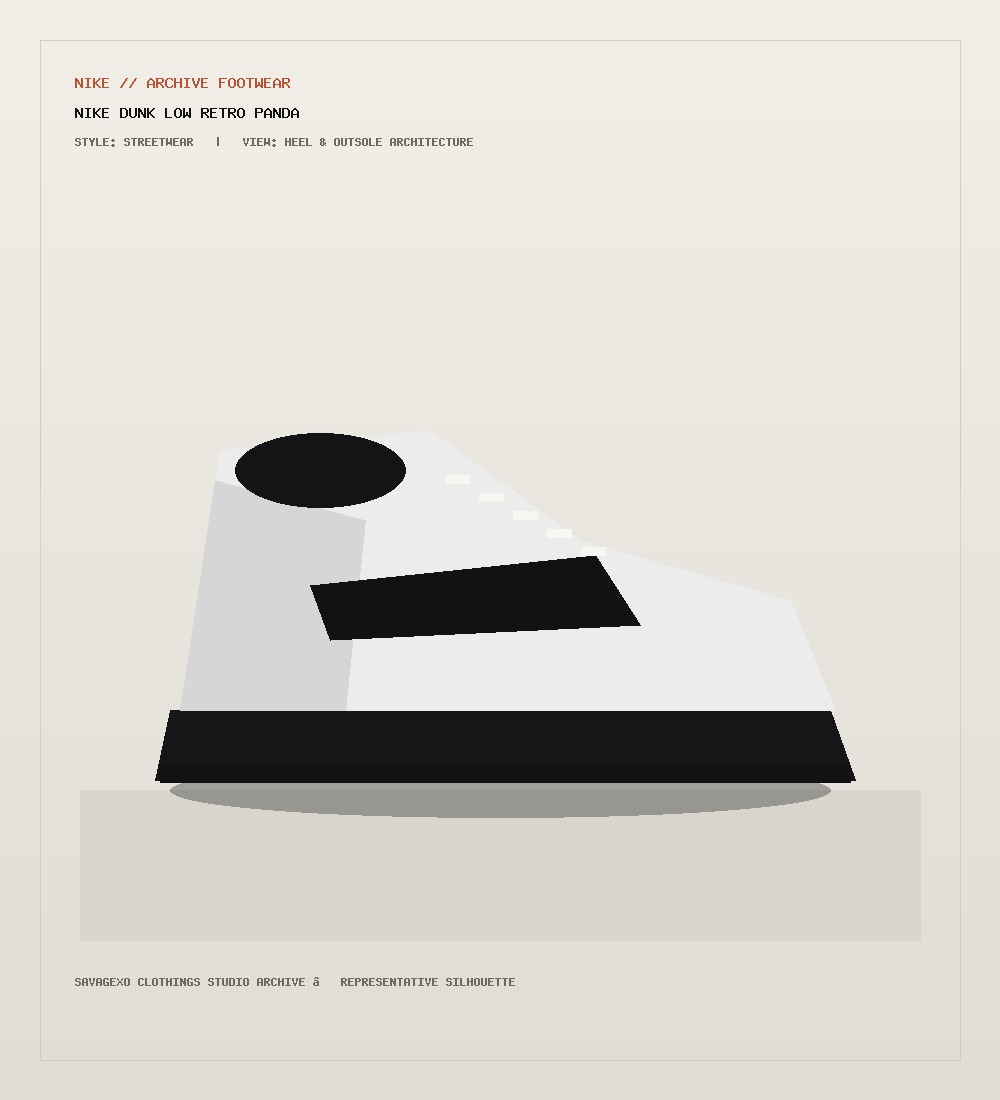 NIKE // ARCHIVE FOOTWEAR
NIKE DUNK LOW RETRO PANDA
STYLE: STREETWEAR | VIEW: HEEL & OUTSOLE ARCHITECTURE
SAVAGEXO CLOTHINGS STUDIO ARCHIVE â REPRESENTATIVE SILHOUETTE